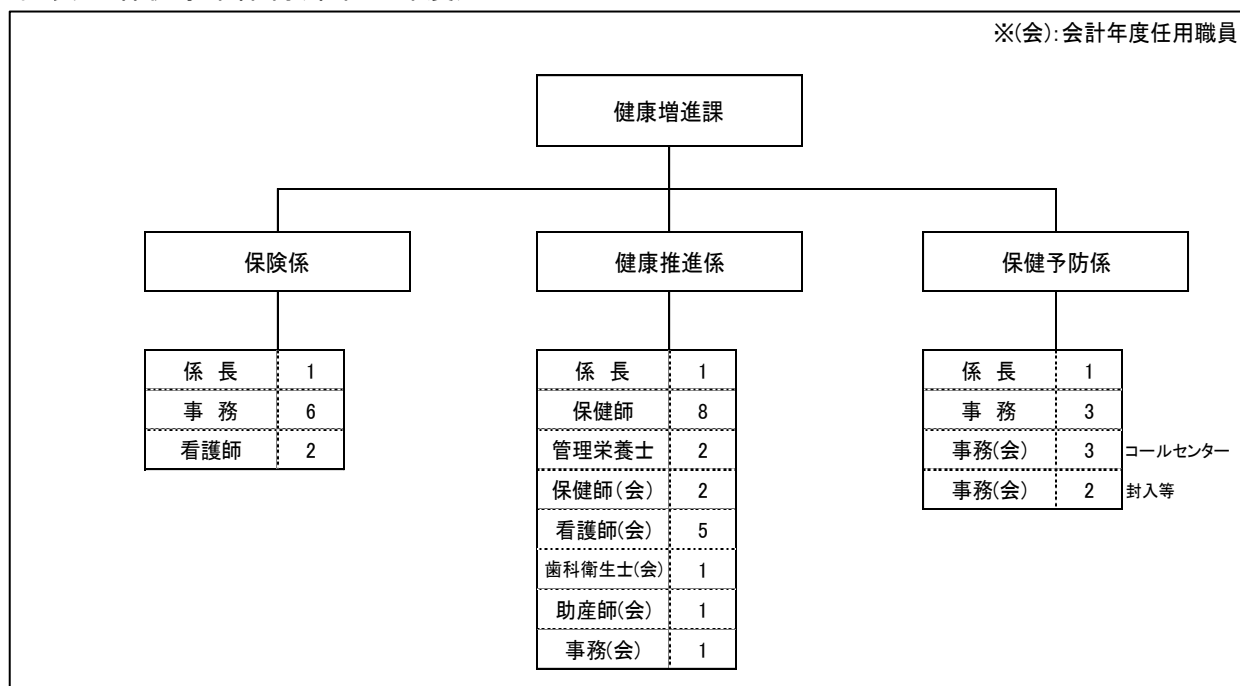 ※(会):会計年度任用職員
健康増進課
保険係
健康推進係
保健予防係
係 長 1
事 務 6
看護師 2
係 長 1
保健師 8
管理栄養士 2
保健師(会) 2
看護師(会) 5
歯科衛生士(会) 1
助産師(会) 1
事務(会) 1
係 長 1
事 務 3
事務(会) 3 コールセンター
事務(会) 2 封入等